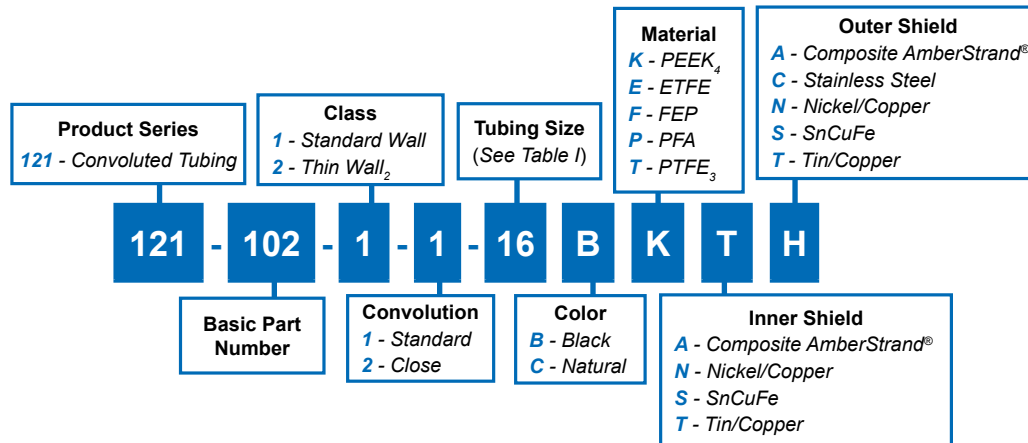 Product Series
121 - Convoluted Tubing
Class
1 - Standard Wall
2 - Thin Wall2
Tubing Size
(See Table I)
Material
K - PEEK4
E - ETFE
F - FEP
P - PFA
T - PTFE3
Outer Shield
A - Composite AmberStrand®
C - Stainless Steel
N - Nickel/Copper
S - SnCuFe
T - Tin/Copper
121 - 102 - 1 - 1 - 16 B K T H
Basic Part
Number
Convolution
1 - Standard
2 - Close
Color
B - Black
C - Natural
Inner Shield
A - Composite AmberStrand®
N - Nickel/Copper
S - SnCuFe
T - Tin/Copper